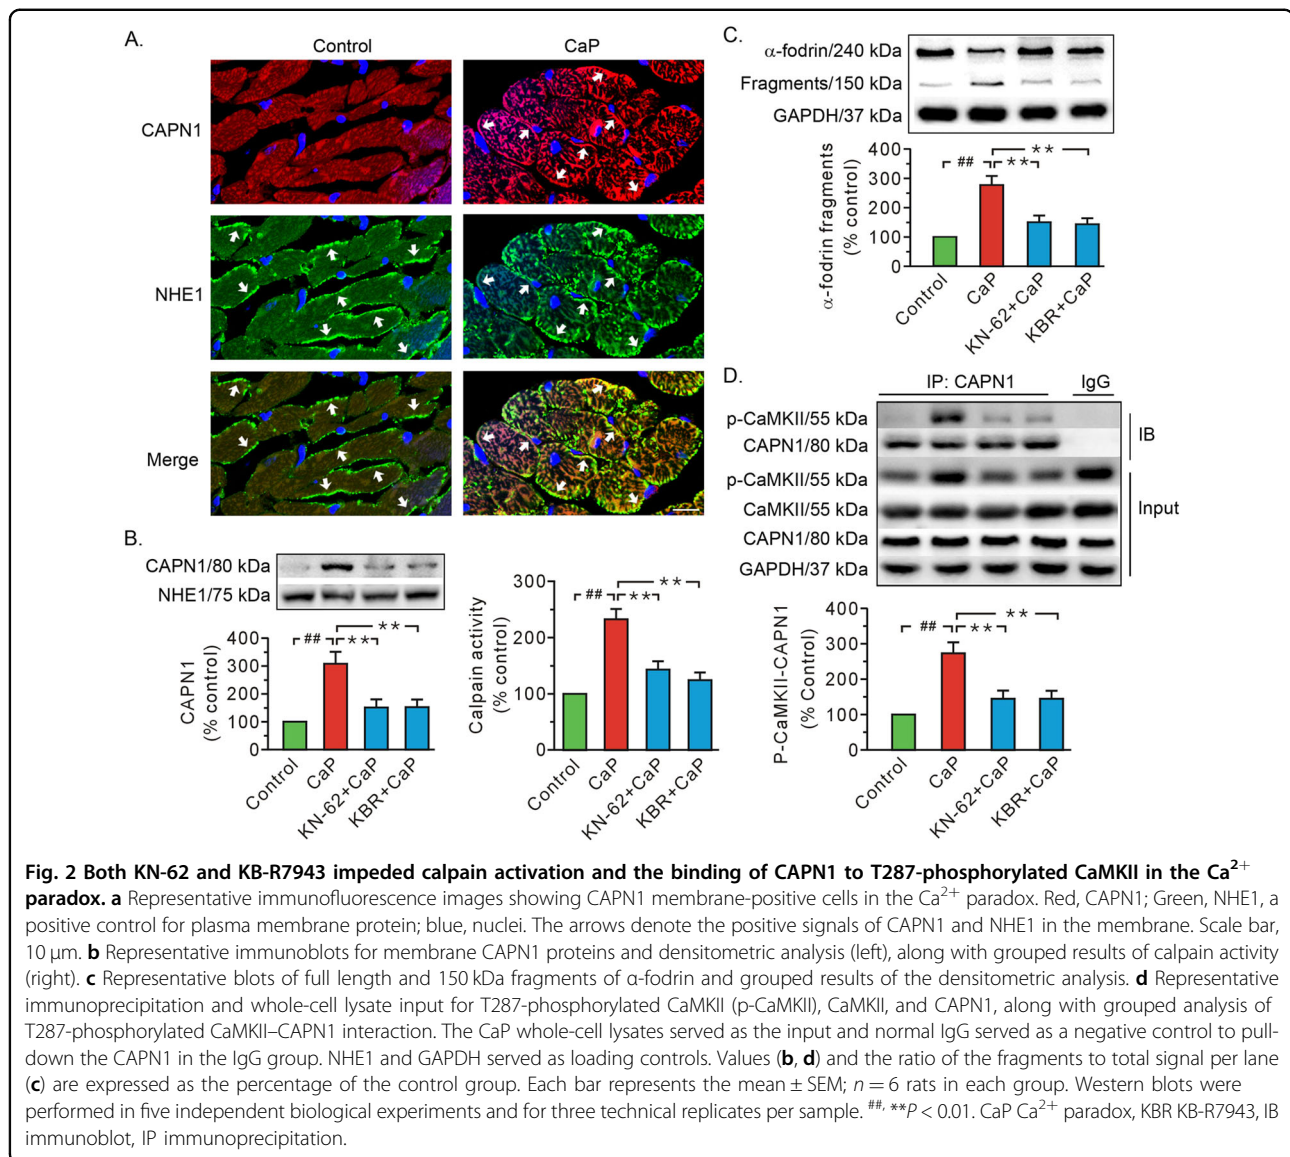 A.
Control
CaP
CAPN1
NHE1
Merge
B.
CAPN1/80 kDa
NHE1/75 kDa
CAPN1
(% control)
400
300
200
100
0
##
**
**
Control
CaP
KN-62+CaP
KBR+CaP
Calpain activity
(% control)
300
200
100
0
##
**
**
Control
CaP
KN-62+CaP
KBR+CaP
C.
α-fodrin/240 kDa
Fragments/150 kDa
GAPDH/37 kDa
α-fodrin fragments
(% control)
400
300
200
100
0
##
**
**
Control
CaP
KN-62+CaP
KBR+CaP
D.
IP: CAPN1
IgG
p-CaMKII/55 kDa
CAPN1/80 kDa
IB
p-CaMKII/55 kDa
CaMKII/55 kDa
CAPN1/80 kDa
GAPDH/37 kDa
Input
P-CaMKII-CAPN1
(% Control)
400
300
200
100
0
##
**
**
Control
CaP
KN-62+CaP
KBR+CaP
Fig. 2 Both KN-62 and KB-R7943 impeded calpain activation and the binding of CAPN1 to T287-phosphorylated CaMKII in the Ca²⁺
paradox. a Representative immunofluorescence images showing CAPN1 membrane-positive cells in the Ca²⁺ paradox. Red, CAPN1; Green, NHE1, a
positive control for plasma membrane protein; blue, nuclei. The arrows denote the positive signals of CAPN1 and NHE1 in the membrane. Scale bar,
10 μm. b Representative immunoblots for membrane CAPN1 proteins and densitometric analysis (left), along with grouped results of calpain activity
(right). c Representative blots of full length and 150 kDa fragments of α-fodrin and grouped results of the densitometric analysis. d Representative
immunoprecipitation and whole-cell lysate input for T287-phosphorylated CaMKII (p-CaMKII), CaMKII, and CAPN1, along with grouped analysis of
T287-phosphorylated CaMKII–CAPN1 interaction. The CaP whole-cell lysates served as the input and normal IgG served as a negative control to pull-
down the CAPN1 in the IgG group. NHE1 and GAPDH served as loading controls. Values (b, d) and the ratio of the fragments to total signal per lane
(c) are expressed as the percentage of the control group. Each bar represents the mean ± SEM; n = 6 rats in each group. Western blots were
performed in five independent biological experiments and for three technical replicates per sample. ##, **P < 0.01. CaP Ca²⁺ paradox, KBR KB-R7943, IB
immunoblot, IP immunoprecipitation.